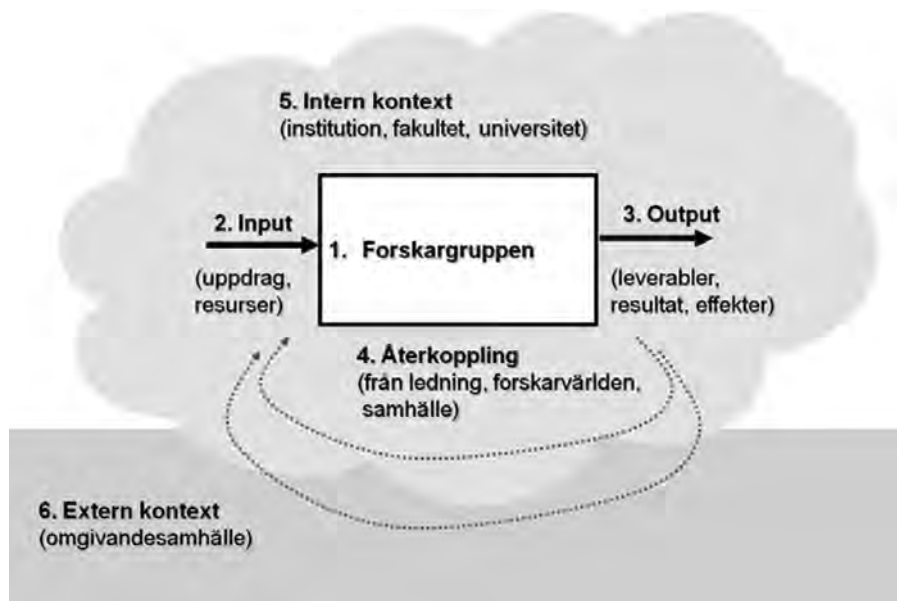 5. Intern kontext
(institution, fakultet, universitet)
2. Input
(uppdrag,
resurser)
1. Forskargruppen
3. Output
(leverabler,
resultat, effekter)
4. Återkoppling
(från ledning, forskarvärlden,
samhälle)
6. Extern kontext
(omgivandesamhälle)